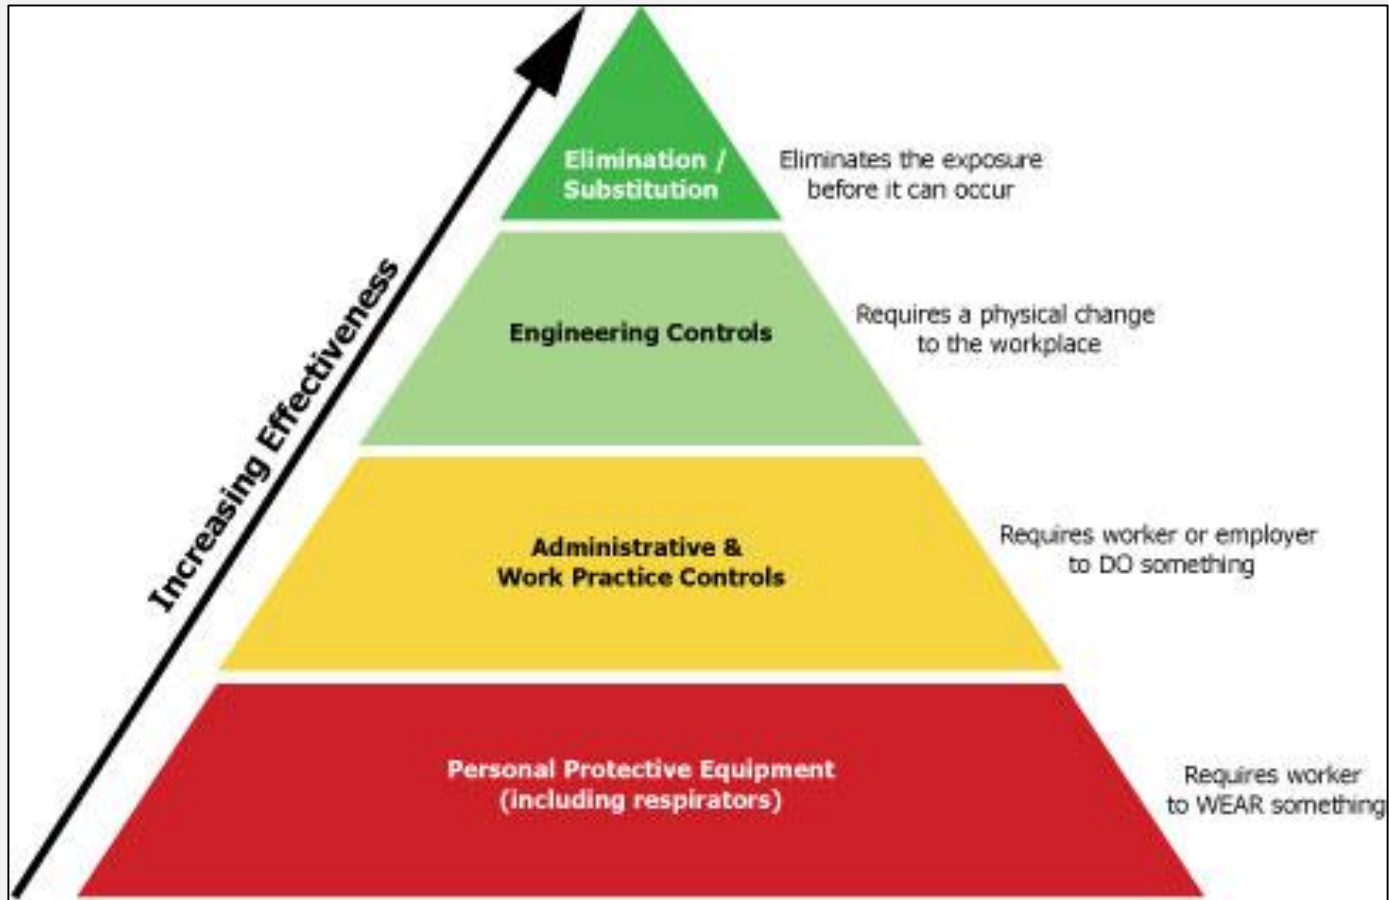 Elimination /
Substitution
Eliminates the exposure
before it can occur
Increasing Effectiveness
Engineering Controls
Requires a physical change
to the workplace
Administrative &
Work Practice Controls
Requires worker or employer
to DO something
Personal Protective Equipment
(including respirators)
Requires worker
to WEAR something